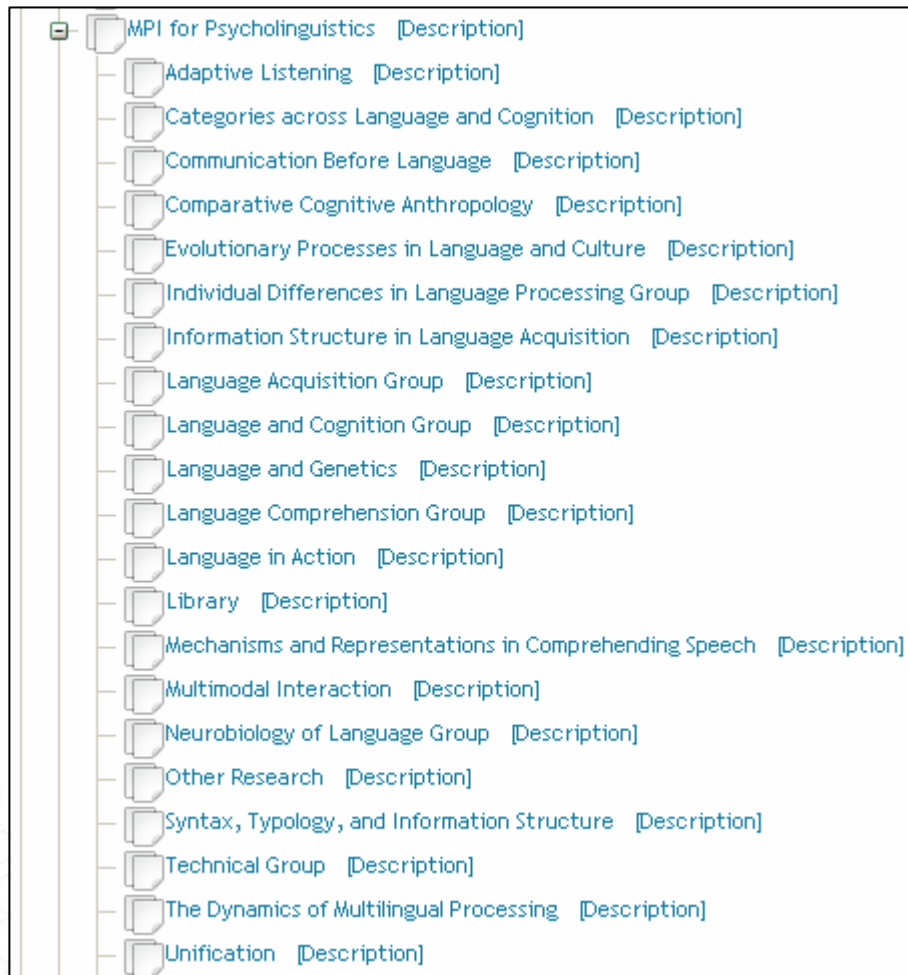 MPI for Psycholinguistics [Description]
Adaptive Listening [Description]
Categories across Language and Cognition [Description]
Communication Before Language [Description]
Comparative Cognitive Anthropology [Description]
Evolutionary Processes in Language and Culture [Description]
Individual Differences in Language Processing Group [Description]
Information Structure in Language Acquisition [Description]
Language Acquisition Group [Description]
Language and Cognition Group [Description]
Language and Genetics [Description]
Language Comprehension Group [Description]
Language in Action [Description]
Library [Description]
Mechanisms and Representations in Comprehending Speech [Description]
Multimodal Interaction [Description]
Neurobiology of Language Group [Description]
Other Research [Description]
Syntax, Typology, and Information Structure [Description]
Technical Group [Description]
The Dynamics of Multilingual Processing [Description]
Unification [Description]